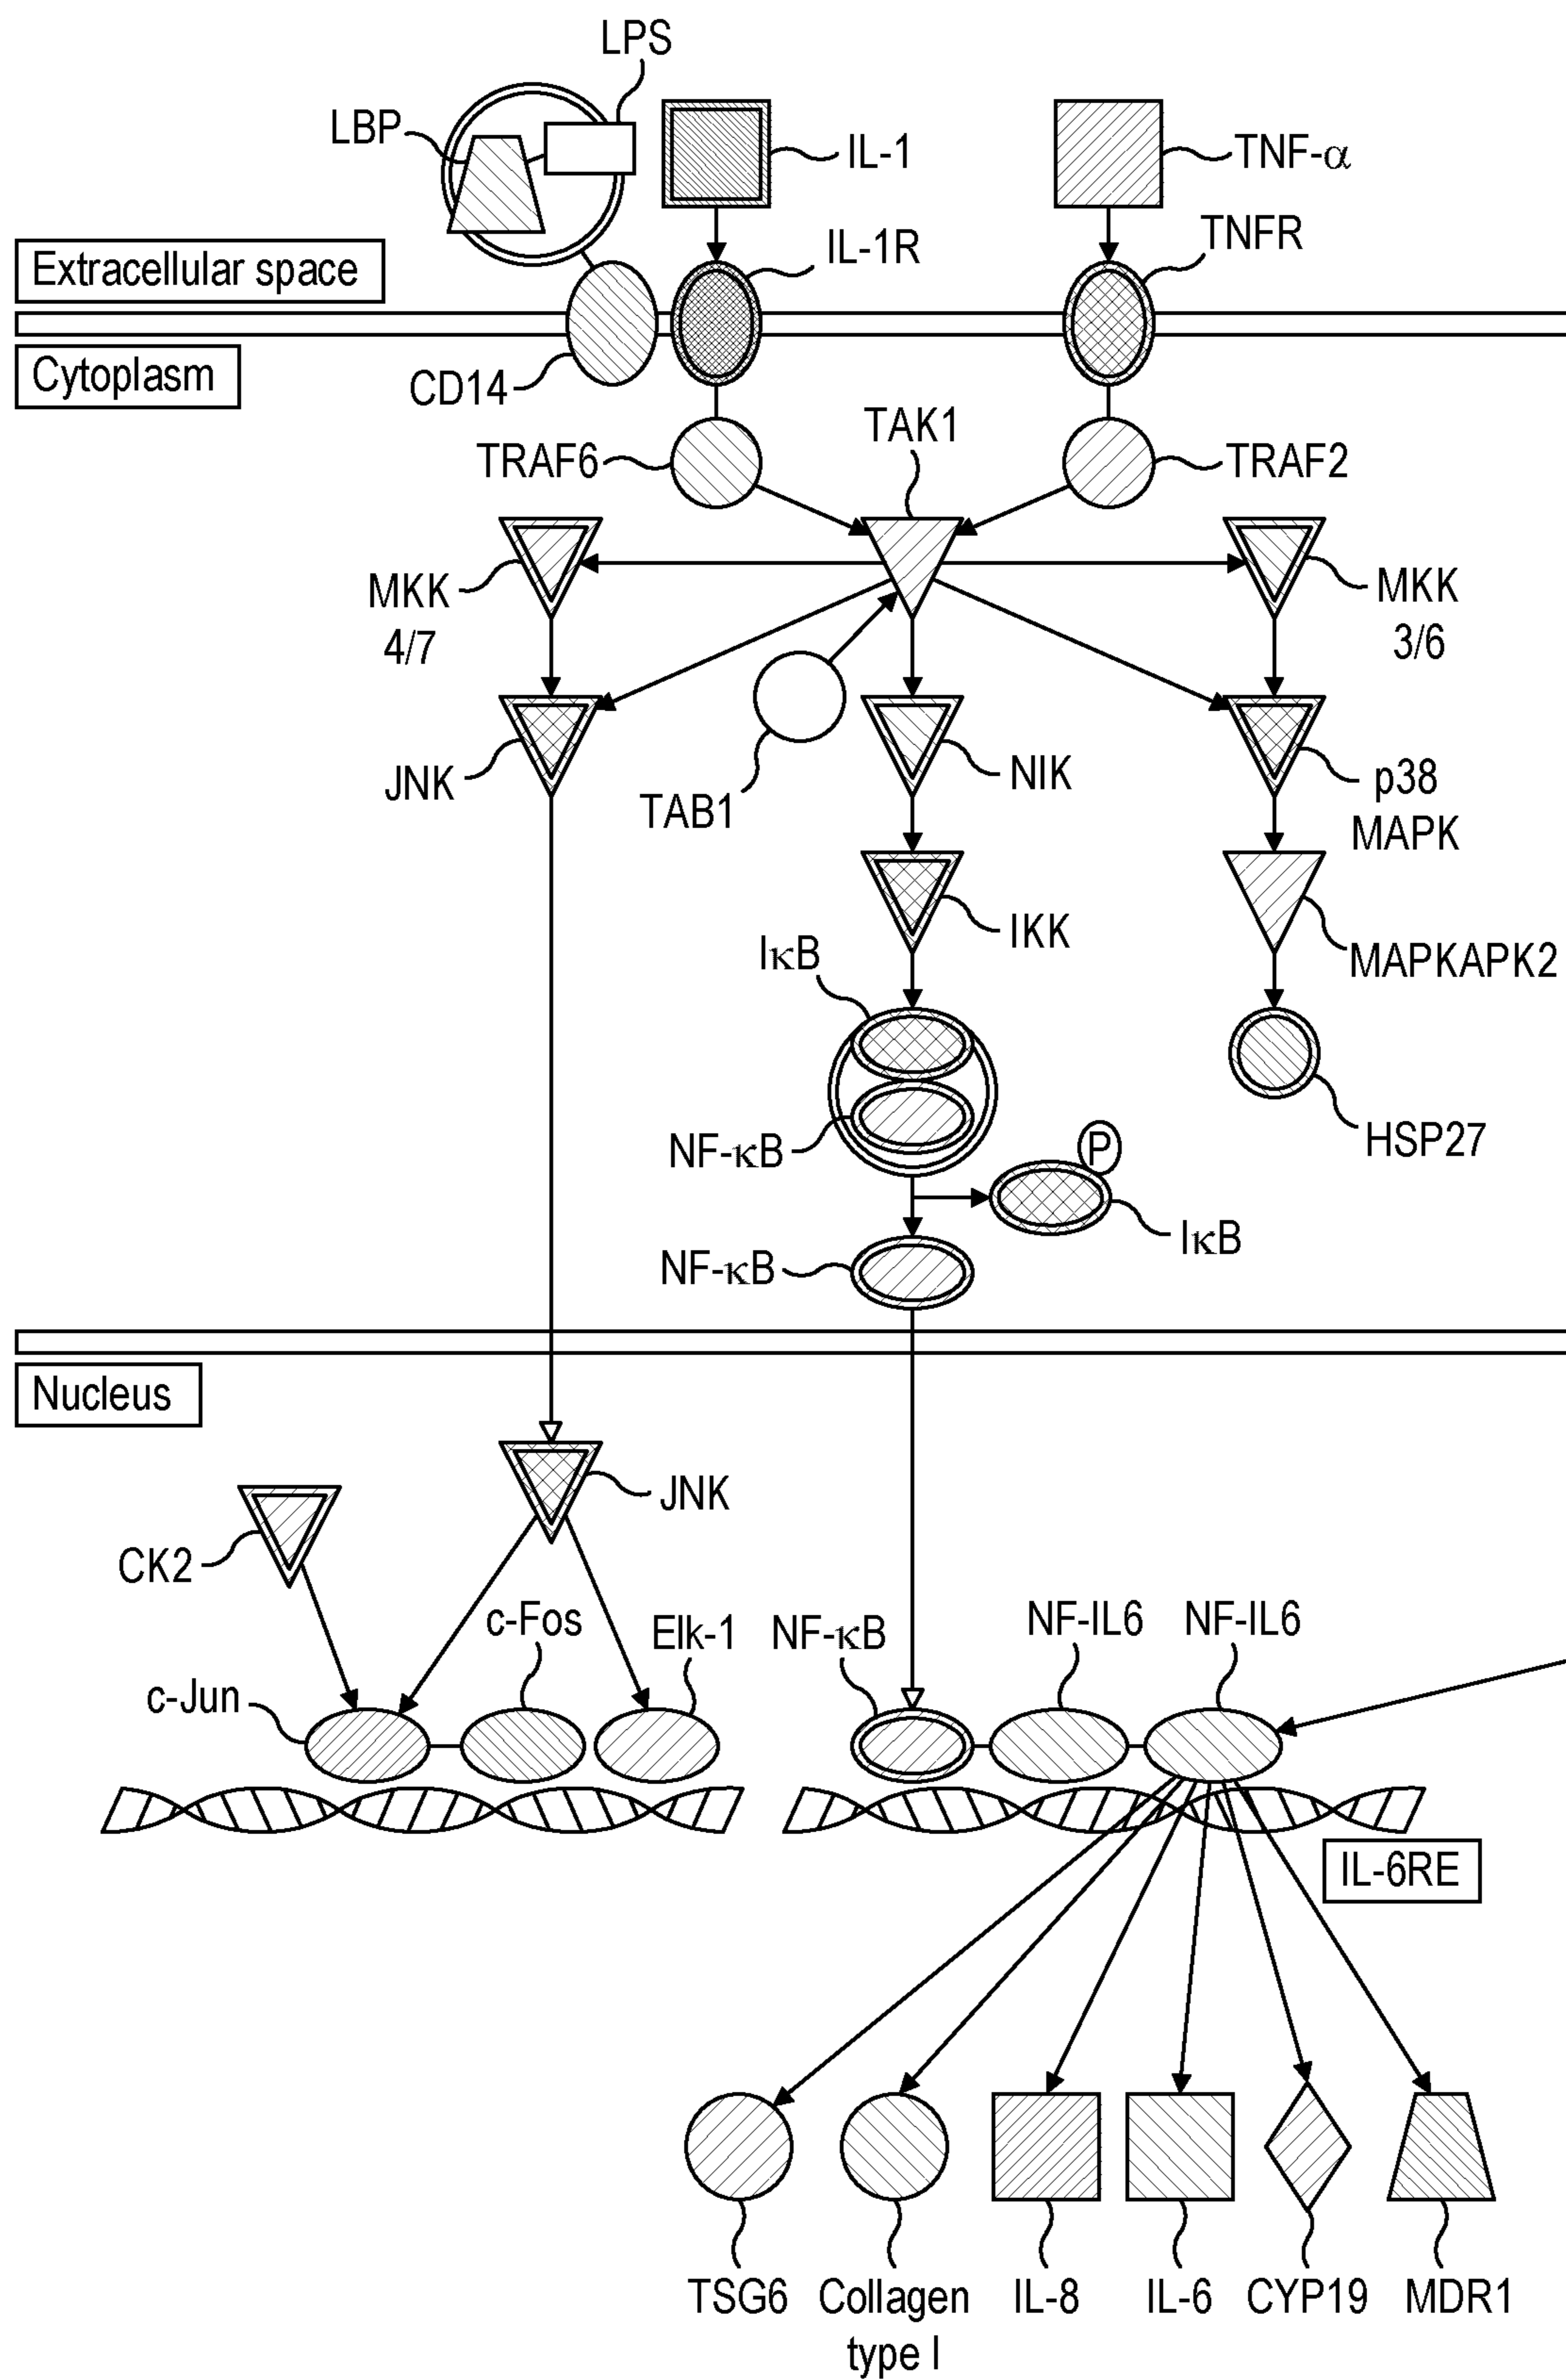 LPS
LBP
IL-1
TNF-α
IL-1R
TNFR
Extracellular space
Cytoplasm
CD14
TAK1
TRAF6
TRAF2
MKK
4/7
MKK
3/6
JNK
TAB1
NIK
p38
MAPK
IKK
IκB
MAPKAPK2
NF-κB
P
HSP27
IκB
NF-κB
Nucleus
JNK
CK2
c-Fos
Elk-1
NF-κB
NF-IL6
NF-IL6
c-Jun
IL-6RE
TSG6
Collagen
type I
IL-8
IL-6
CYP19
MDR1